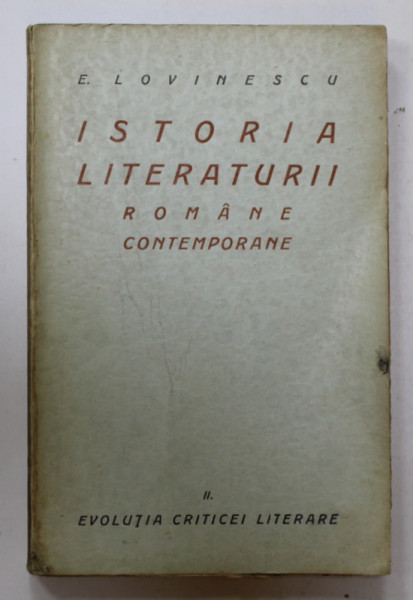 E. LOVINESCU
ISTORIA
LITERATURII
ROMÂNE
CONTEMPORANE
II.
EVOLUȚIA CRITICEI LITERARE